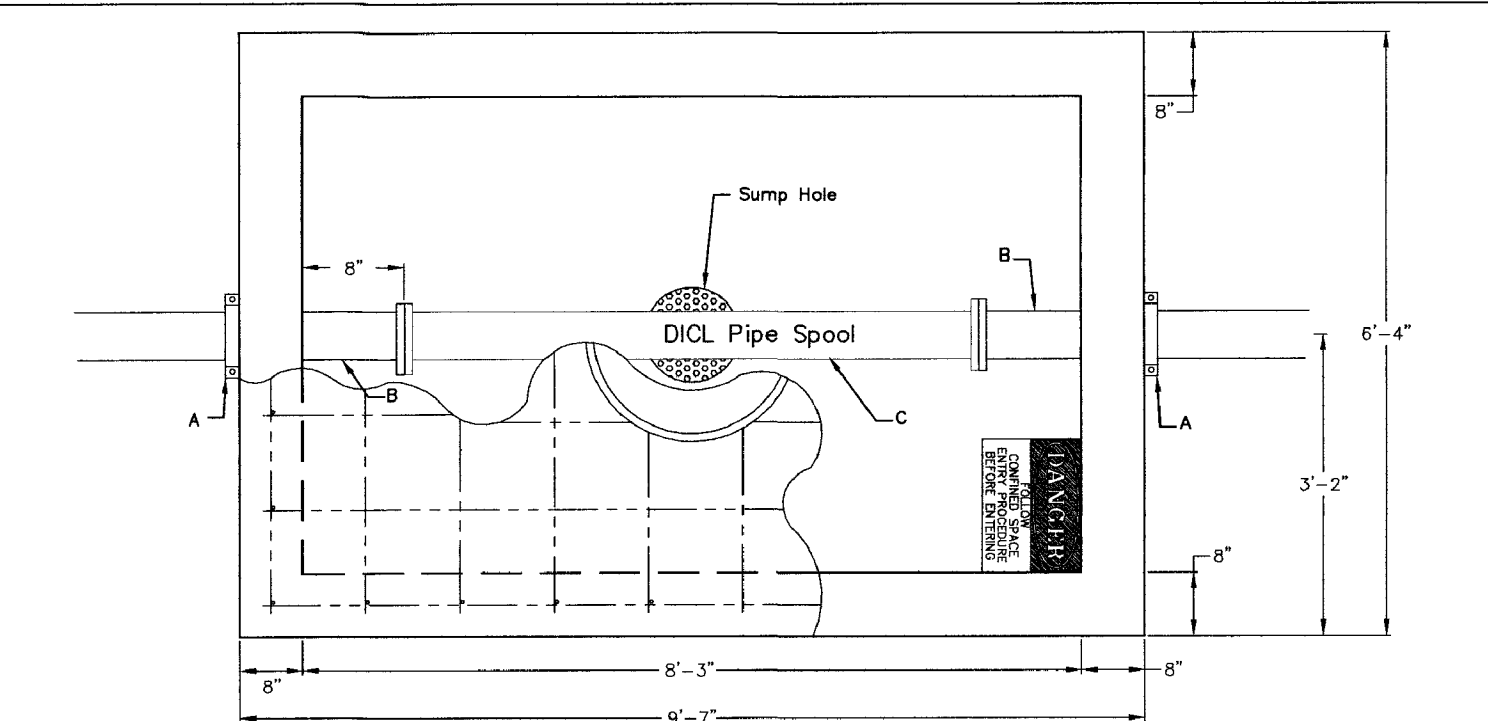 8"
Sump Hole
8"
B
DICL Pipe Spool
6'-4"
B
A
C
A
DANGER
FOLLOW
CONFINED SPACE
ENTRY PROCEDURE
BEFORE ENTERING
3'-2"
8"
8'-3"
8"
8"
9'-7"